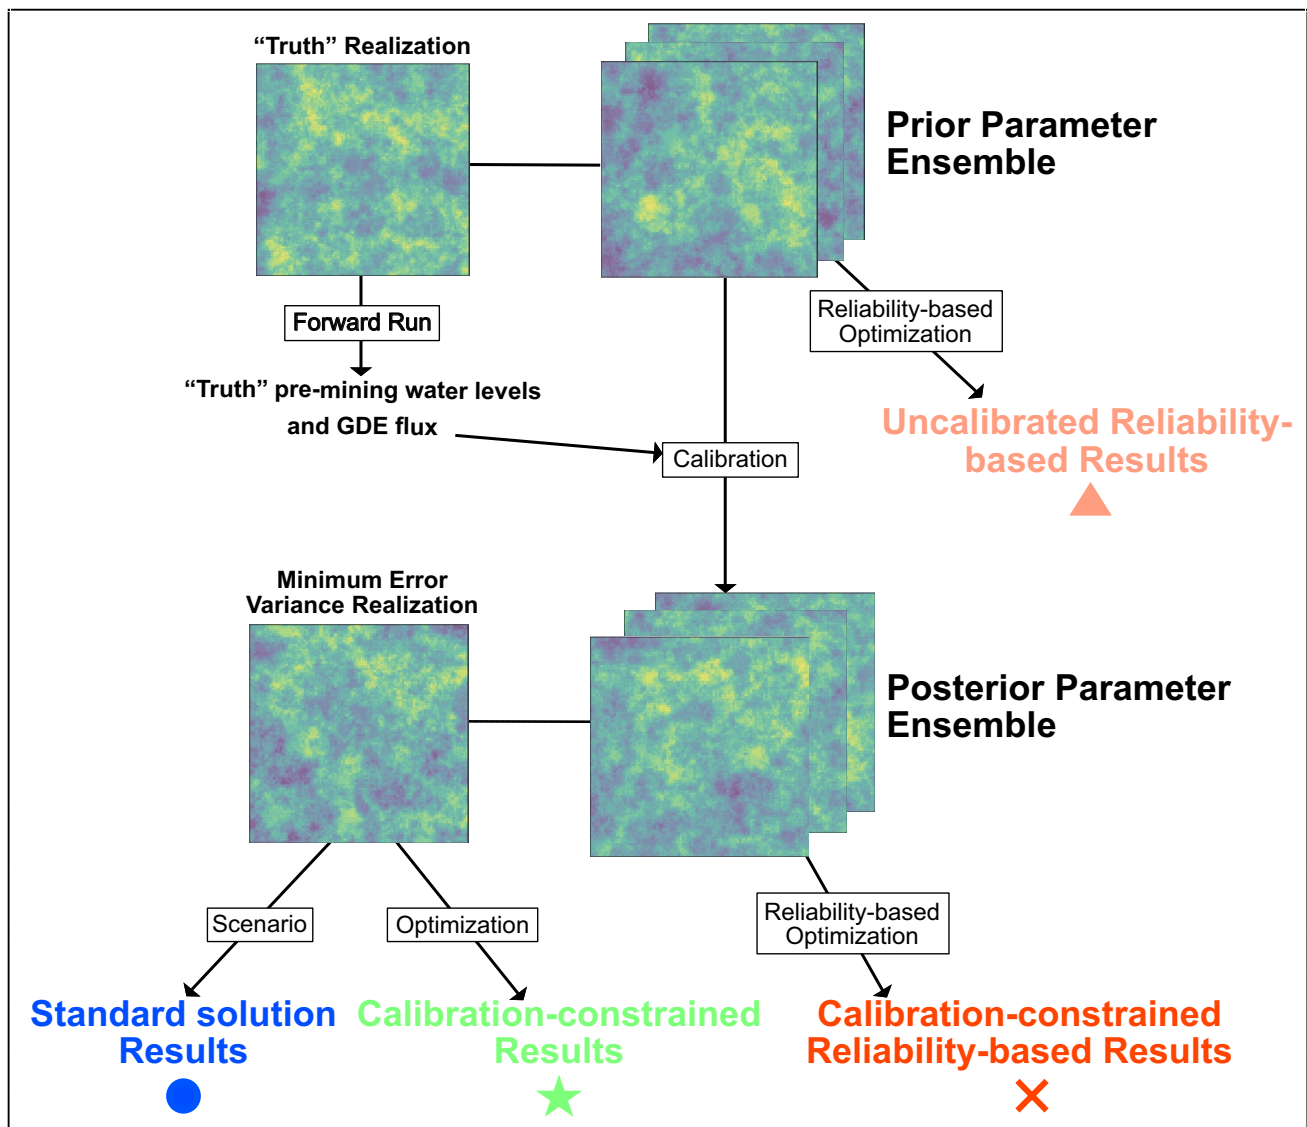 “Truth” Realization
Prior Parameter
Ensemble
Forward Run
Reliability-based
Optimization
“Truth” pre-mining water levels
and GDE flux
Uncalibrated Reliability-
based Results
Calibration
Minimum Error
Variance Realization
Posterior Parameter
Ensemble
Scenario
Optimization
Reliability-based
Optimization
Standard solution
Results
Calibration-constrained
Results
Calibration-constrained
Reliability-based Results